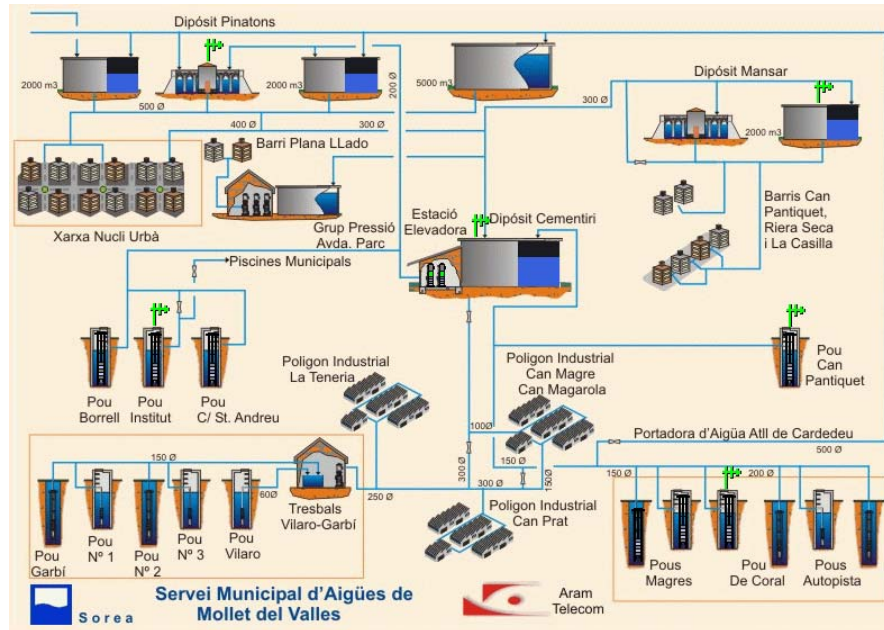 Dipósit Pinatons
2000 m3
2000 m3
5000 m3
200 Ø
500 Ø
400 Ø
300 Ø
300 Ø
Dipósit Mansar
2000 m3
Barri Plana LLado
Xarxa Nucli Urbà
Grup Pressió
Avda. Parc
Estació
Elevadora
Dipósit Cementiri
Barris Can
Pantiquet,
Riera Seca
i La Casilla
Piscines Municipals
Pou
Borrell
Pou
Institut
Pou
C/ St. Andreu
Poligon Industrial
La Teneria
Poligon Industrial
Can Magre
Can Magarola
Pou
Can
Pantiquet
Portadora d'Aigüa Atll de Cardedeu
500 Ø
100Ø
150 Ø
300 Ø
150Ø
300 Ø
250 Ø
150 Ø
60Ø
Tresbals
Vilaro-Garbí
Pou
Garbí
Pou
Nº 1
Pou
Nº 2
Pou
Nº 3
Pou
Vilaro
Poligon Industrial
Can Prat
150 Ø
200 Ø
Pous
Magres
Pou
De Coral
Pous
Autopista
Sorea
Servei Municipal d'Aigües de
Mollet del Valles
Aram
Telecom